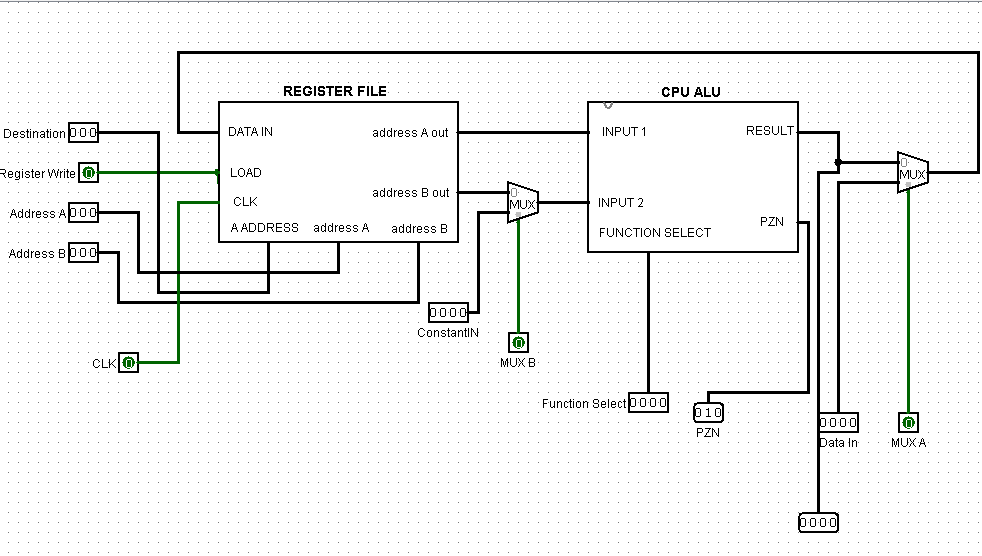 REGISTER FILE
CPU ALU
Destination 000
DATA IN
address A out
INPUT 1
RESULT
0
MUX
Register Write 0
LOAD
address B out
0
MUX
Address A 000
CLK
INPUT 2
PZN
A ADDRESS
address A
address B
FUNCTION SELECT
Address B 000
0000
ConstantIN
CLK 0
0
MUX B
Function Select 0000
010
PZN
0000
Data In
0
MUX A
0000